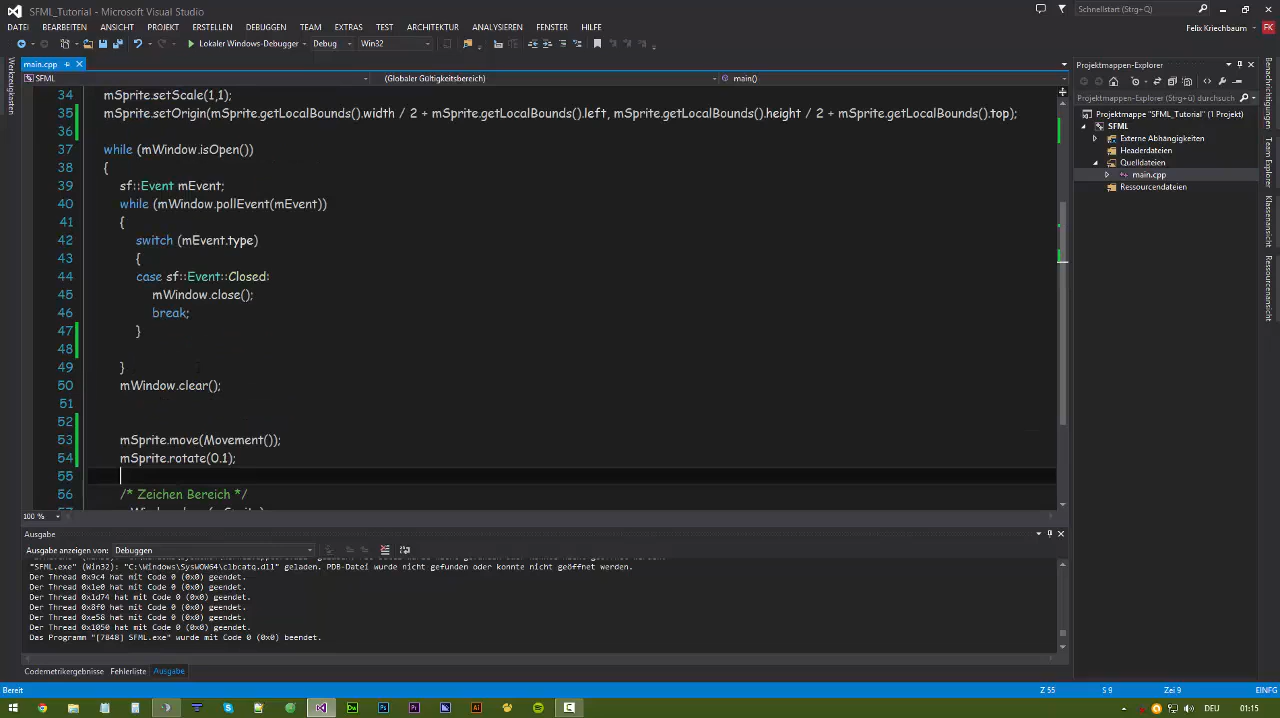 SFML_Tutorial - Microsoft Visual Studio
Schnellstart (Strg+Q)
DATEI BEARBEITEN ANSICHT PROJEKT ERSTELLEN DEBUGGEN TEAM EXTRAS TEST ARCHITEKTUR ANALYSIEREN FENSTER HILFE
Felix Kriechbaum FK
Lokaler Windows-Debugger Debug Win32
main.cpp
Projektmappen-Explorer
SFML (Globaler Gültigkeitsbereich) main()
Projektmappen-Explorer (Strg+ü) durchsuch
Projektmappe "SFML_Tutorial" (1 Projekt)
SFML
Externe Abhängigkeiten
Headerdateien
Quelldateien
main.cpp
Ressourcendateien
Werkzeugkosten
Benachrichtigungen
Team Explorer
Klassenansicht
Ressourcenansicht
34 mSprite.setScale(1,1);
35 mSprite.setOrigin(mSprite.getLocalBounds().width / 2 + mSprite.getLocalBounds().left, mSprite.getLocalBounds().height / 2 + mSprite.getLocalBounds().top);
36
37 while (mWindow.isOpen())
38 {
39 sf::Event mEvent;
40 while (mWindow.pollEvent(mEvent))
41 {
42 switch (mEvent.type)
43 {
44 case sf::Event::Closed:
45 mWindow.close();
46 break;
47 }
48
49 }
50 mWindow.clear();
51
52
53 mSprite.move(Movement());
54 mSprite.rotate(0.1);
55
56 /* Zeichen Bereich */
100 %
Ausgabe
Ausgabe anzeigen von: Debuggen
"SFML.exe" (Win32): "C:\Windows\SysWOW64\clbcatq.dll" geladen. PDB-Datei wurde nicht gefunden oder konnte nicht geöffnet werden.
Der Thread 0x9c4 hat mit Code 0 (0x0) geendet.
Der Thread 0x1e0 hat mit Code 0 (0x0) geendet.
Der Thread 0x1d74 hat mit Code 0 (0x0) geendet.
Der Thread 0x8f0 hat mit Code 0 (0x0) geendet.
Der Thread 0xe58 hat mit Code 0 (0x0) geendet.
Der Thread 0x1050 hat mit Code 0 (0x0) geendet.
Das Programm "[7848] SFML.exe" wurde mit Code 0 (0x0) beendet.
Codemetrikergebnisse Fehlerliste Ausgabe
Bereit Z 55 S 9 Zei 9 EINFG
DEU 01:15